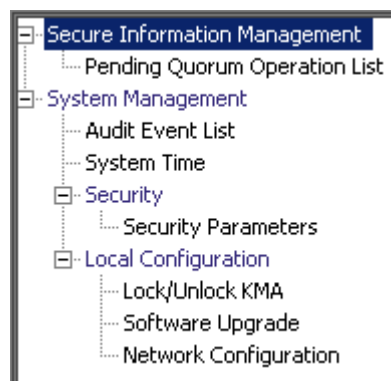 Secure Information Management
Pending Quorum Operation List
System Management
Audit Event List
System Time
Security
Security Parameters
Local Configuration
Lock/Unlock KMA
Software Upgrade
Network Configuration